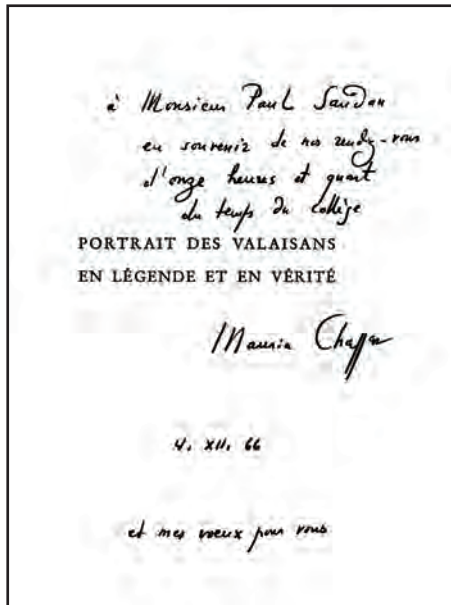 à Monsieur Paul Saudan
en souvenir de nos rendez-vous
d'onze heures et quart
du temps du collège
PORTRAIT DES VALAISANS
EN LÉGENDE ET EN VÉRITÉ
Maurice Chappaz
4. XII. 66
et mes vœux pour vous